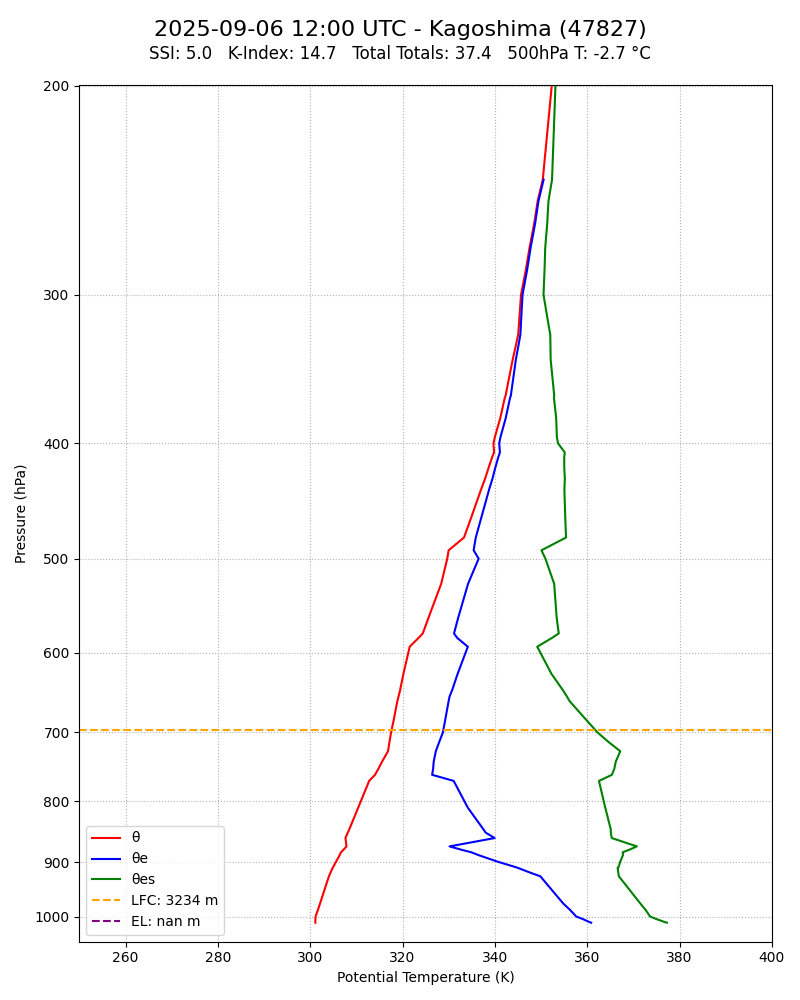 2025-09-06 12:00 UTC - Kagoshima (47827)
SSI: 5.0   K-Index: 14.7   Total Totals: 37.4   500hPa T: -2.7 °C
200
300
400
500
600
700
800
900
1000
Pressure (hPa)
θ
θe
θes
LFC: 3234 m
EL: nan m
260
280
300
320
340
360
380
400
Potential Temperature (K)